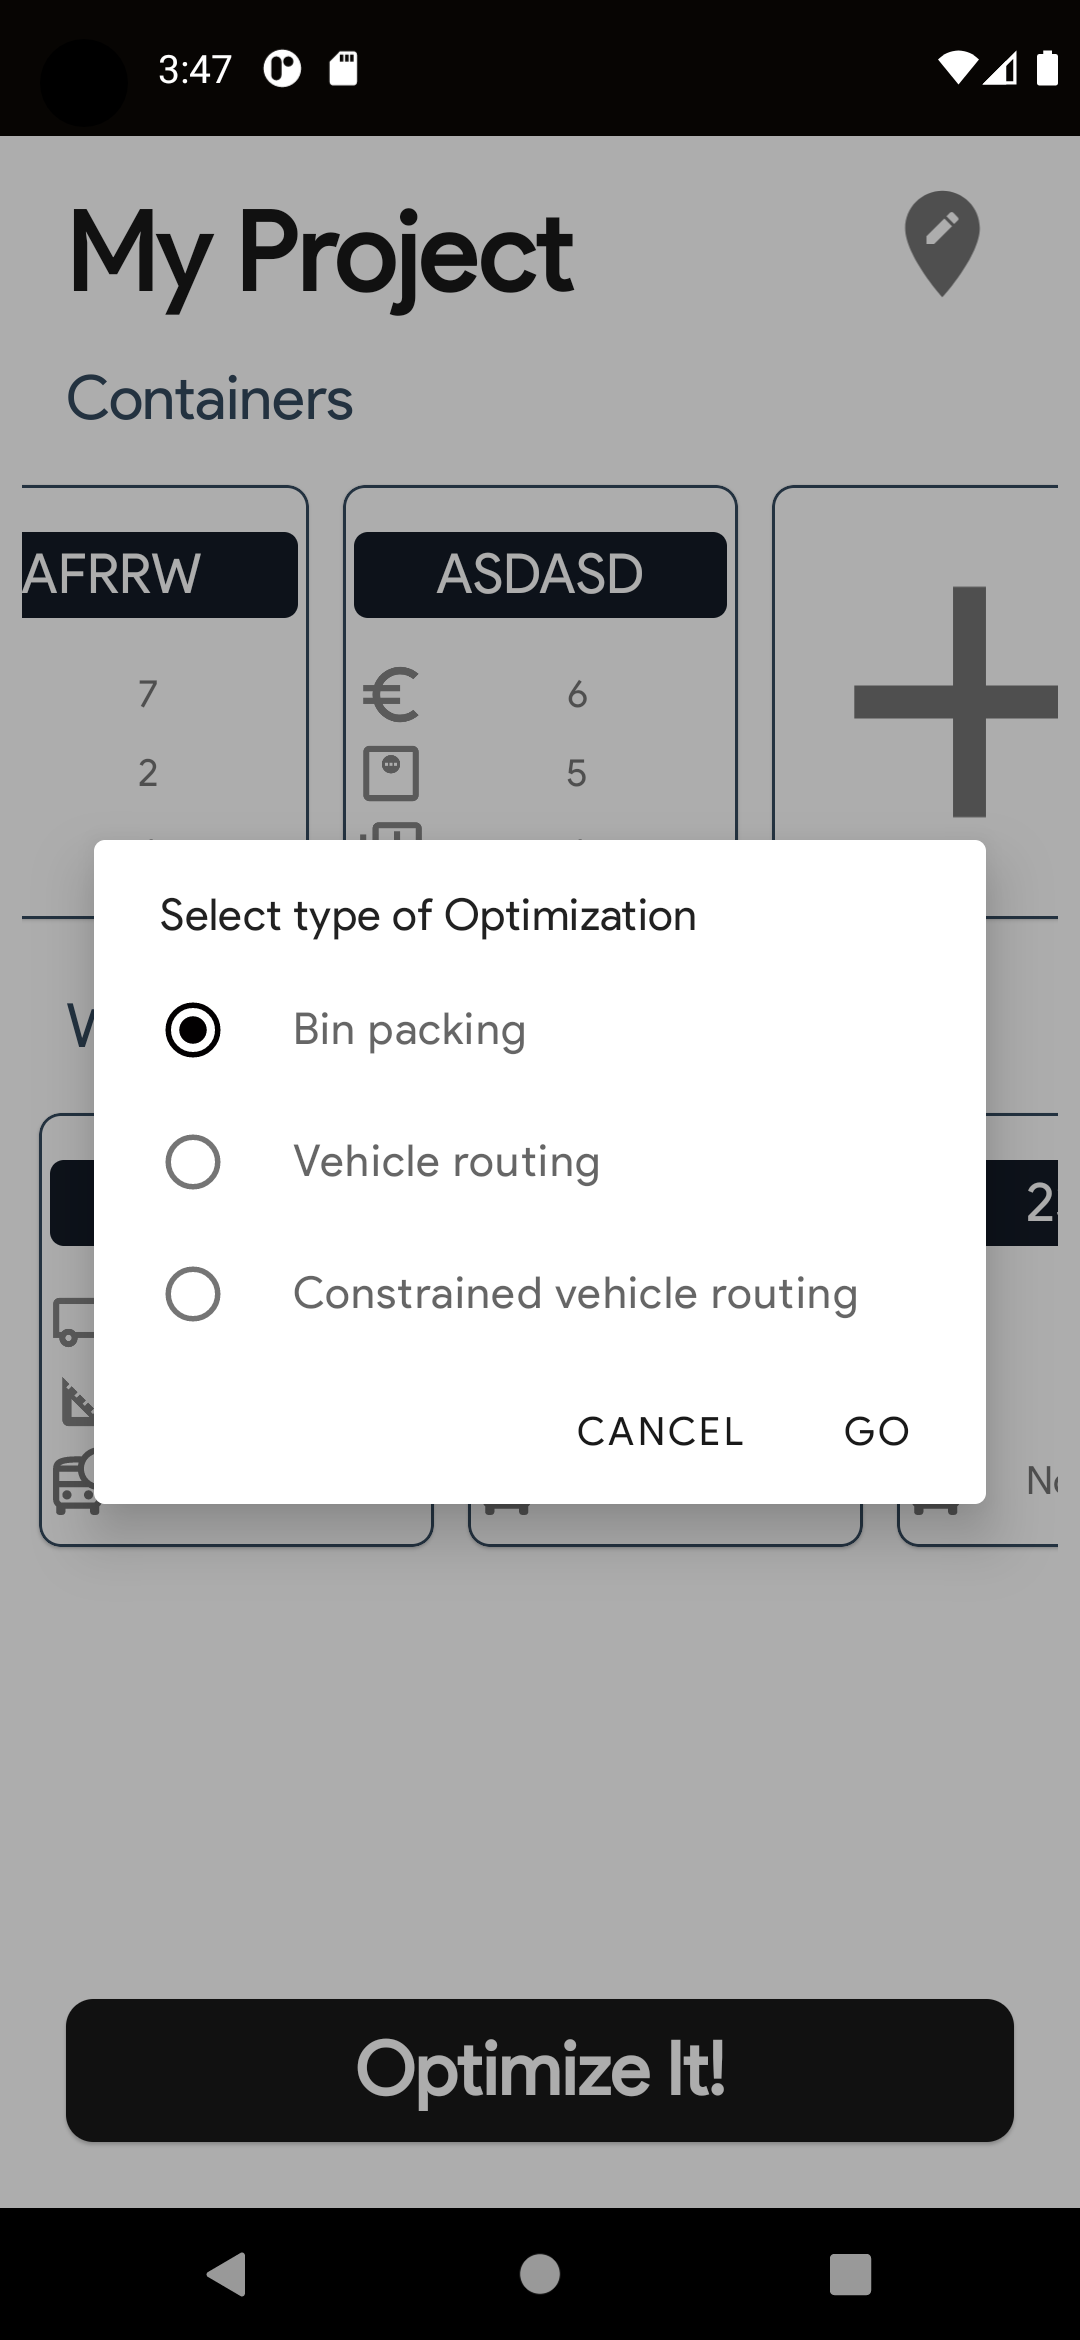 3:47
My Project
Containers
AFRRW
ASDASD
7
6
2
5
Select type of Optimization
Bin packing
Vehicle routing
Constrained vehicle routing
CANCEL
GO
Optimize It!